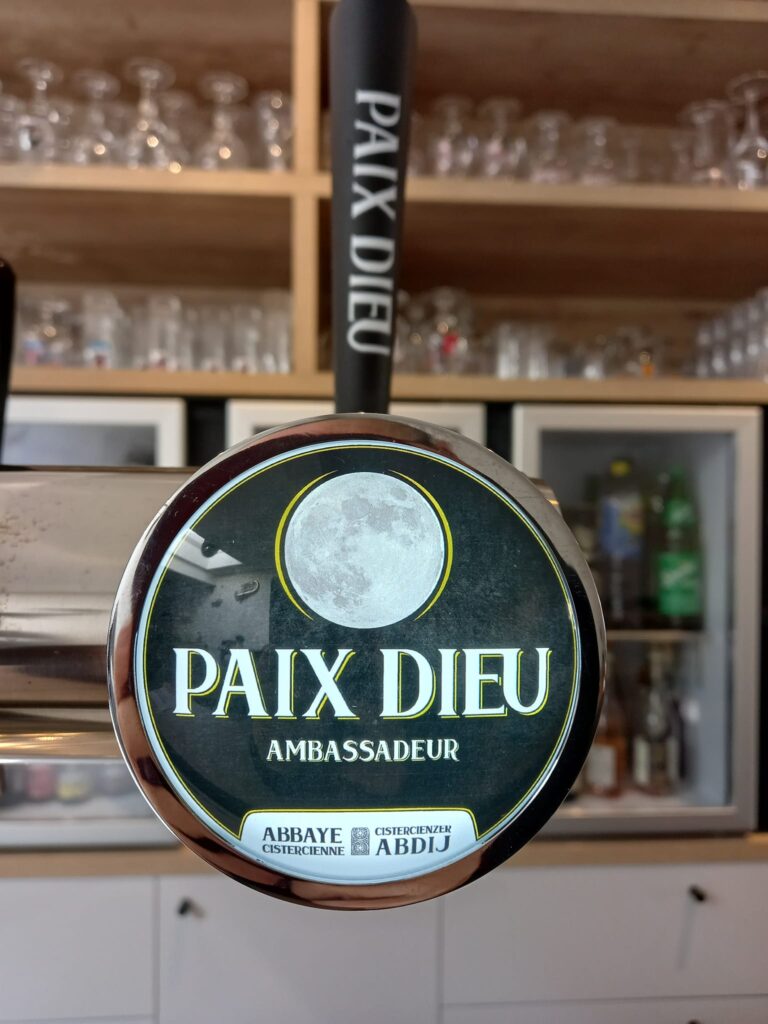 PAIX DIEU
PAIX DIEU
AMBASSADEUR
ABBAYE
CISTERCIENNE
CISTERCIENZER
ABDIJ